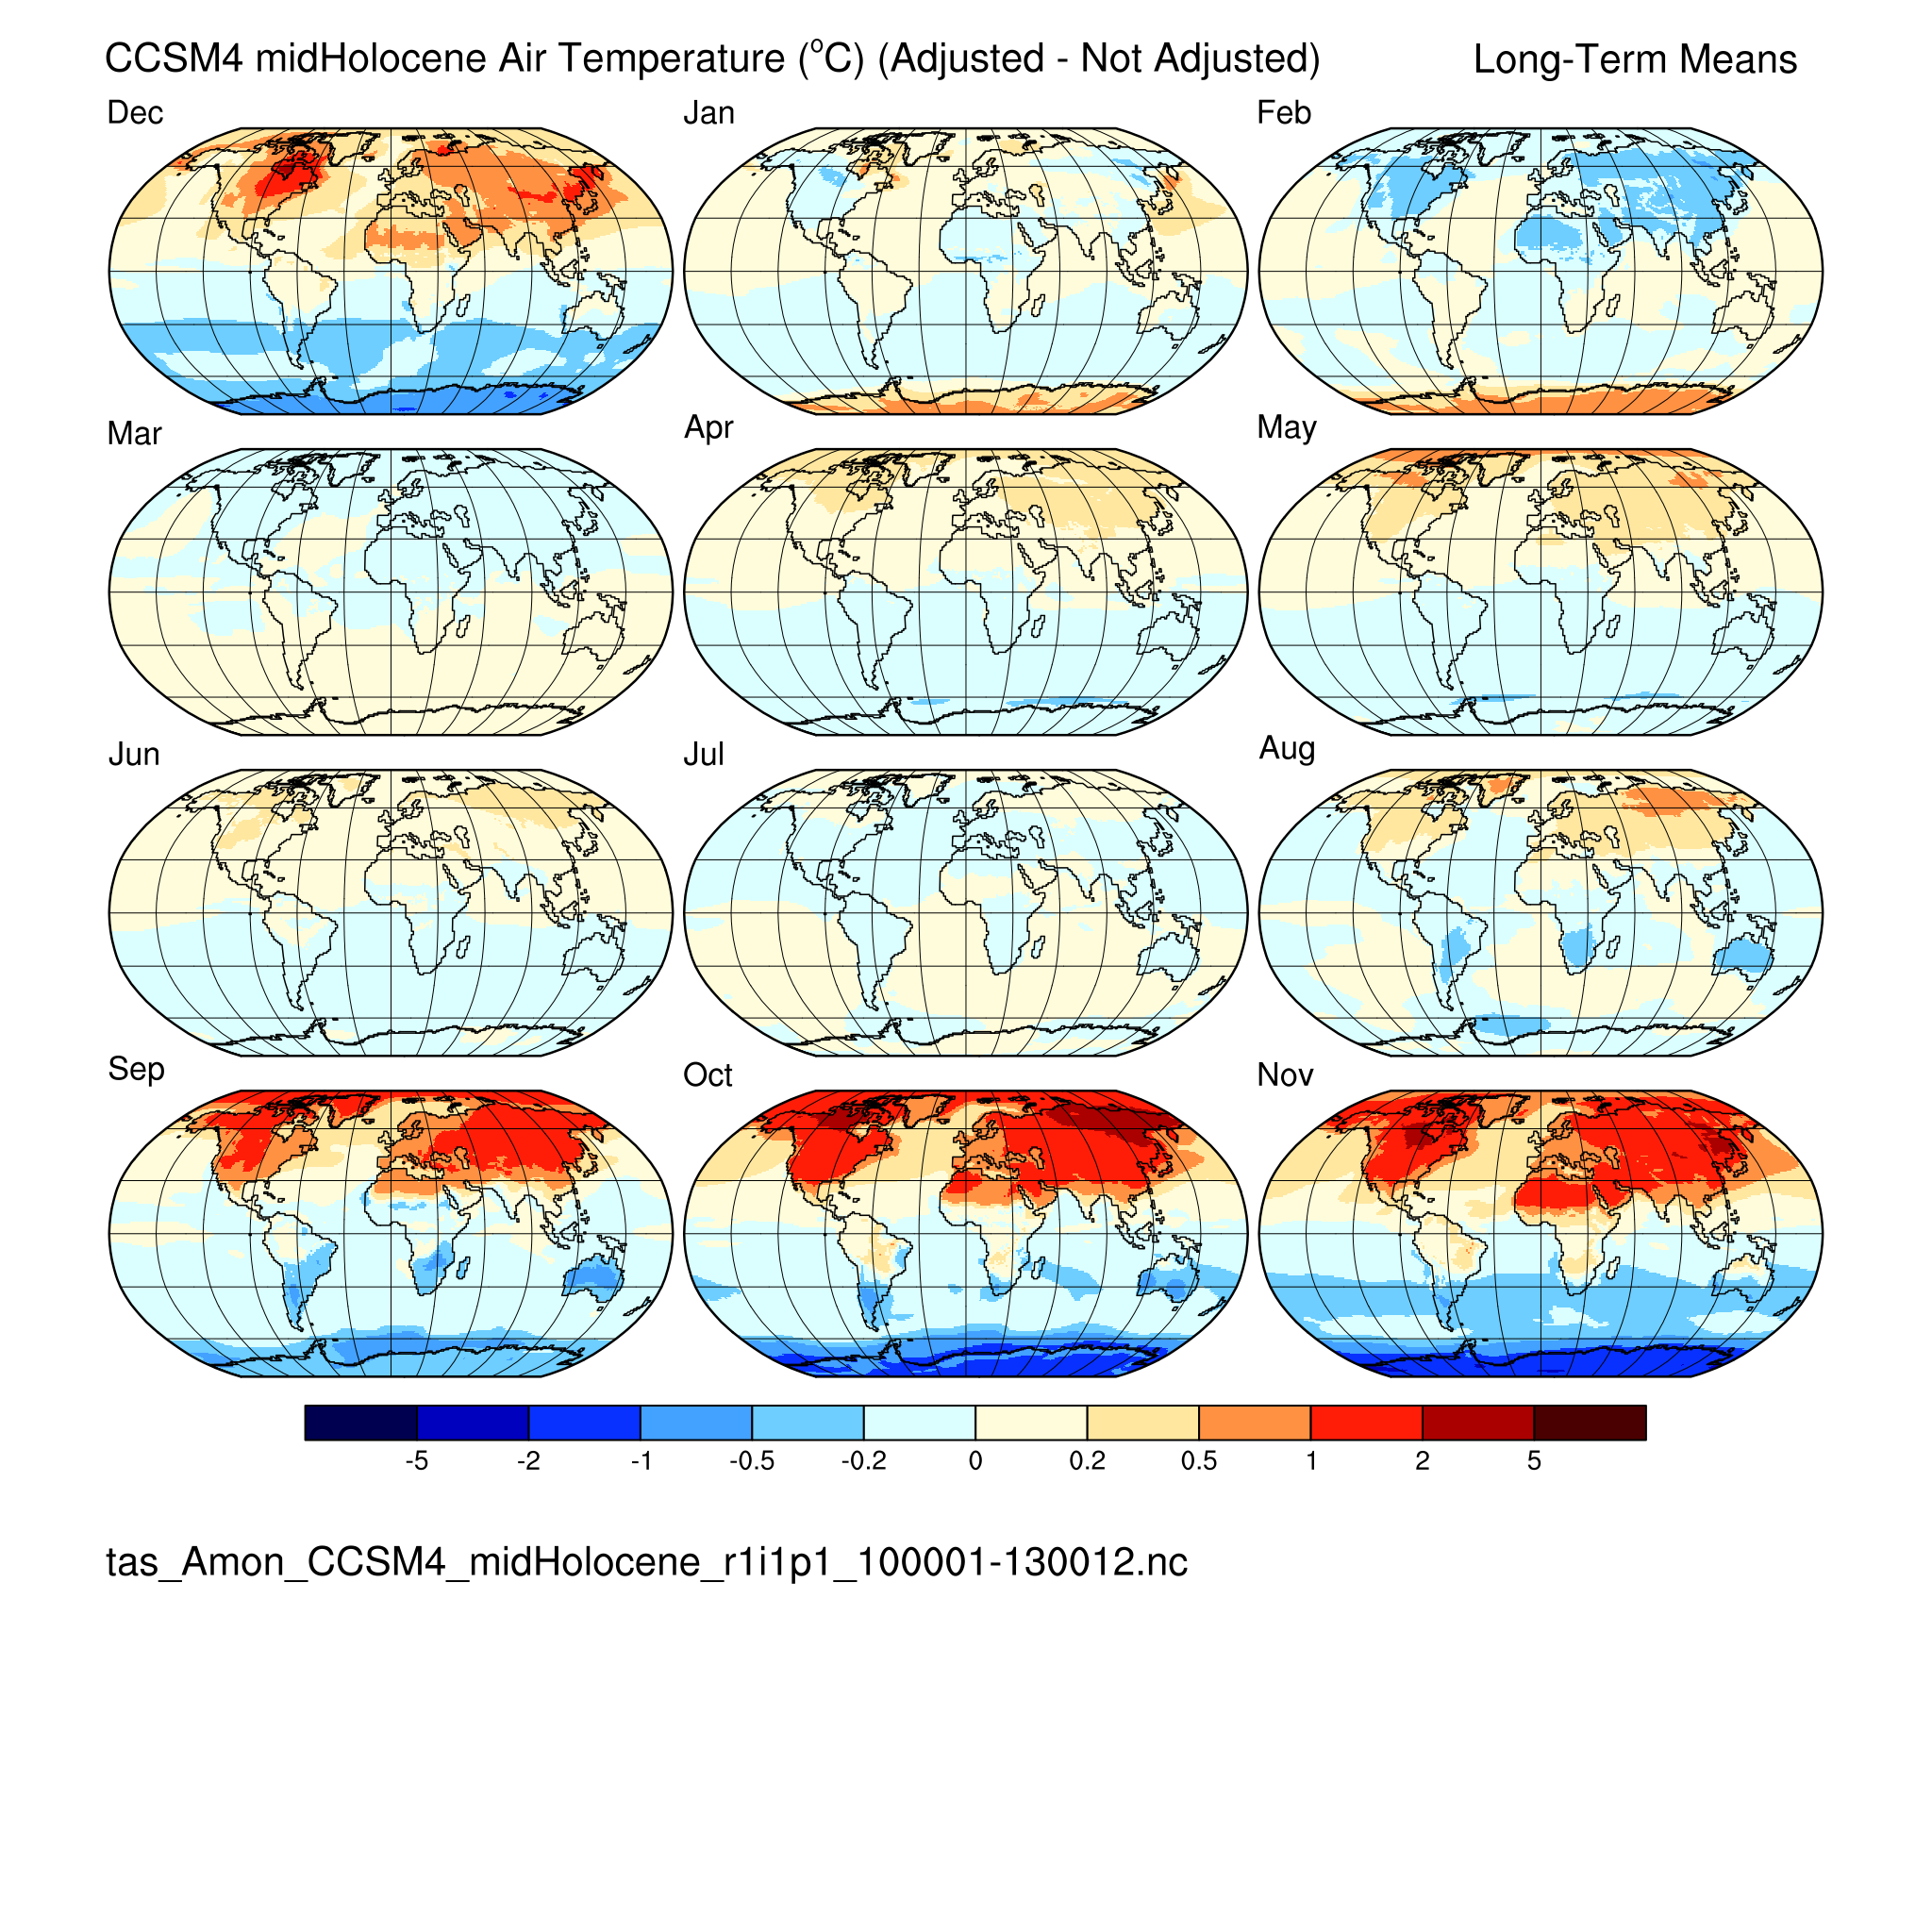 CCSM4 midHolocene Air Temperature (°C) (Adjusted - Not Adjusted) Long-Term Means
Dec Jan Feb
Mar Apr May
Jun Jul Aug
Sep Oct Nov
-5 -2 -1 -0.5 -0.2 0 0.2 0.5 1 2 5
tas_Amon_CCSM4_midHolocene_r1i1p1_100001-130012.nc